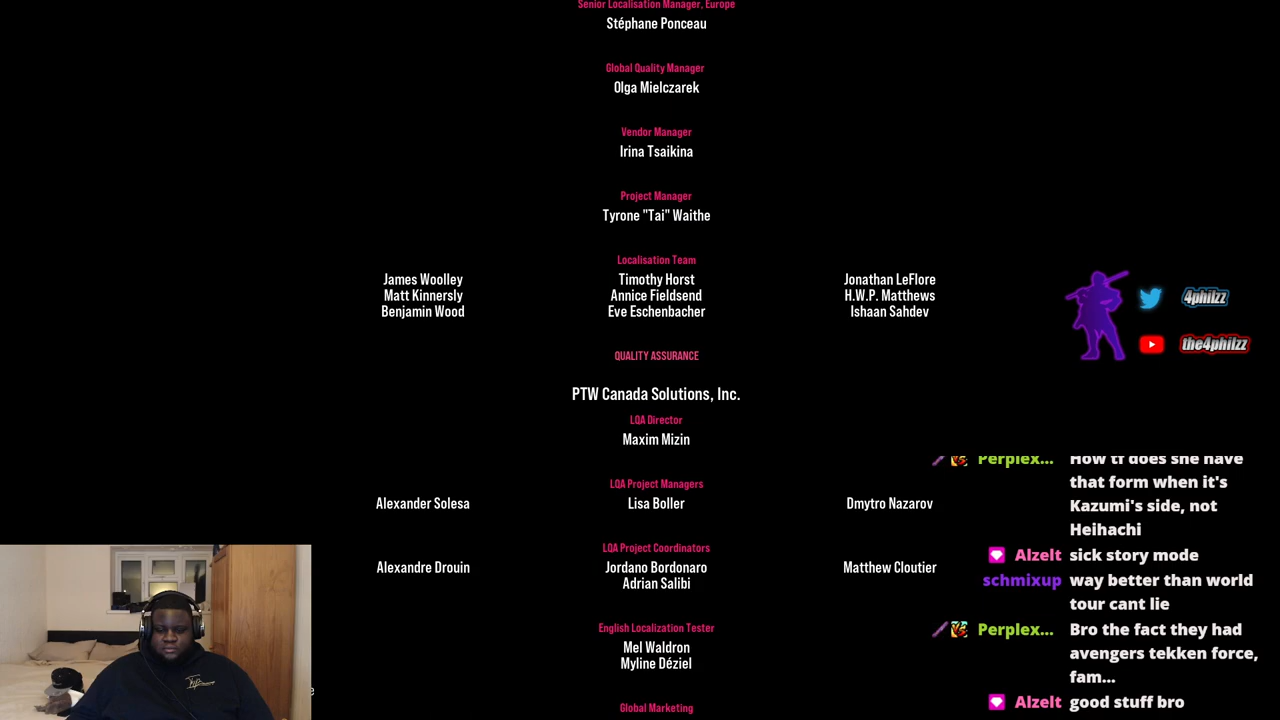 Senior Localisation Manager, Europe
Stéphane Ponceau
Global Quality Manager
Olga Mielczarek
Vendor Manager
Irina Tsaikina
Project Manager
Tyrone "Tai" Waithe
Localisation Team
James Woolley Timothy Horst Jonathan LeFlore
Matt Kinnersly Annice Fieldsend H.W.P. Matthews
Benjamin Wood Eve Eschenbacher Ishaan Sahdev
QUALITY ASSURANCE
PTW Canada Solutions, Inc.
LQA Director
Maxim Mizin
LQA Project Managers
Alexander Solesa Lisa Boller Dmytro Nazarov
LQA Project Coordinators
Alexandre Drouin Jordano Bordonaro Matthew Cloutier
Adrian Salibi
English Localization Tester
Mel Waldron
Myline Déziel
Global Marketing
4philzz
the4philzz
Perplex... How tf does she have
that form when it's
Kazumi's side, not
Heihachi
Alzelt sick story mode
schmixup way better than world
tour cant lie
Perplex... Bro the fact they had
avengers tekken force,
fam...
Alzelt good stuff bro